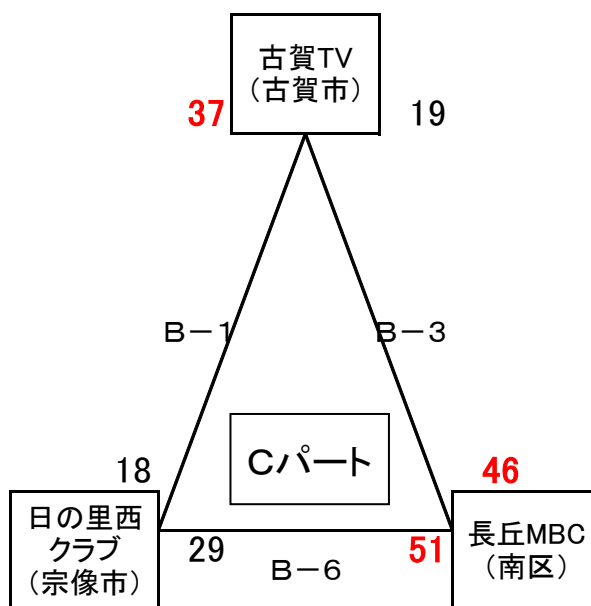 古賀TV
（古賀市）
37
19
B－1
B－3
Cパート
18
46
日の里西
クラブ
（宗像市）
29
51
B－6
長丘MBC
（南区）